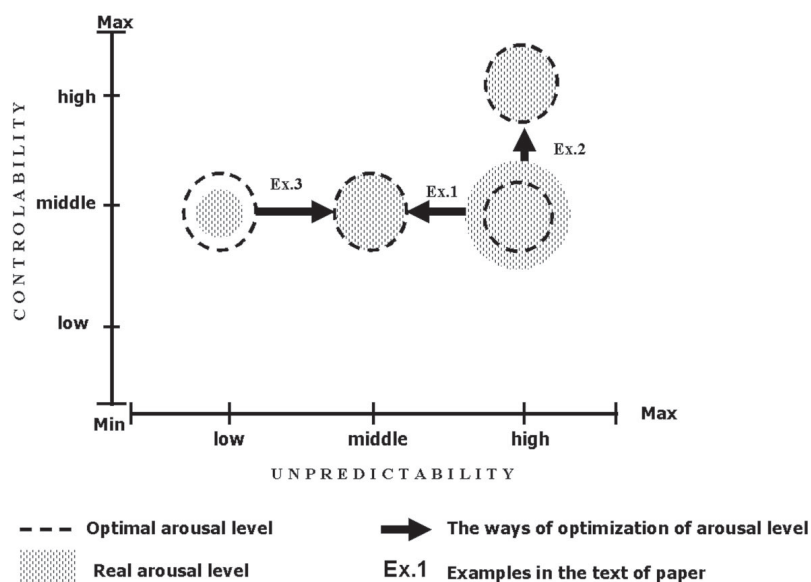 Max
high
Ex.2
Ex.3
Ex.1
middle
CONTROLABILITY
low
Min
Max
low middle high
UNPREDICTABILITY
Optimal arousal level
The ways of optimization of arousal level
Real arousal level
Ex.1 Examples in the text of paper